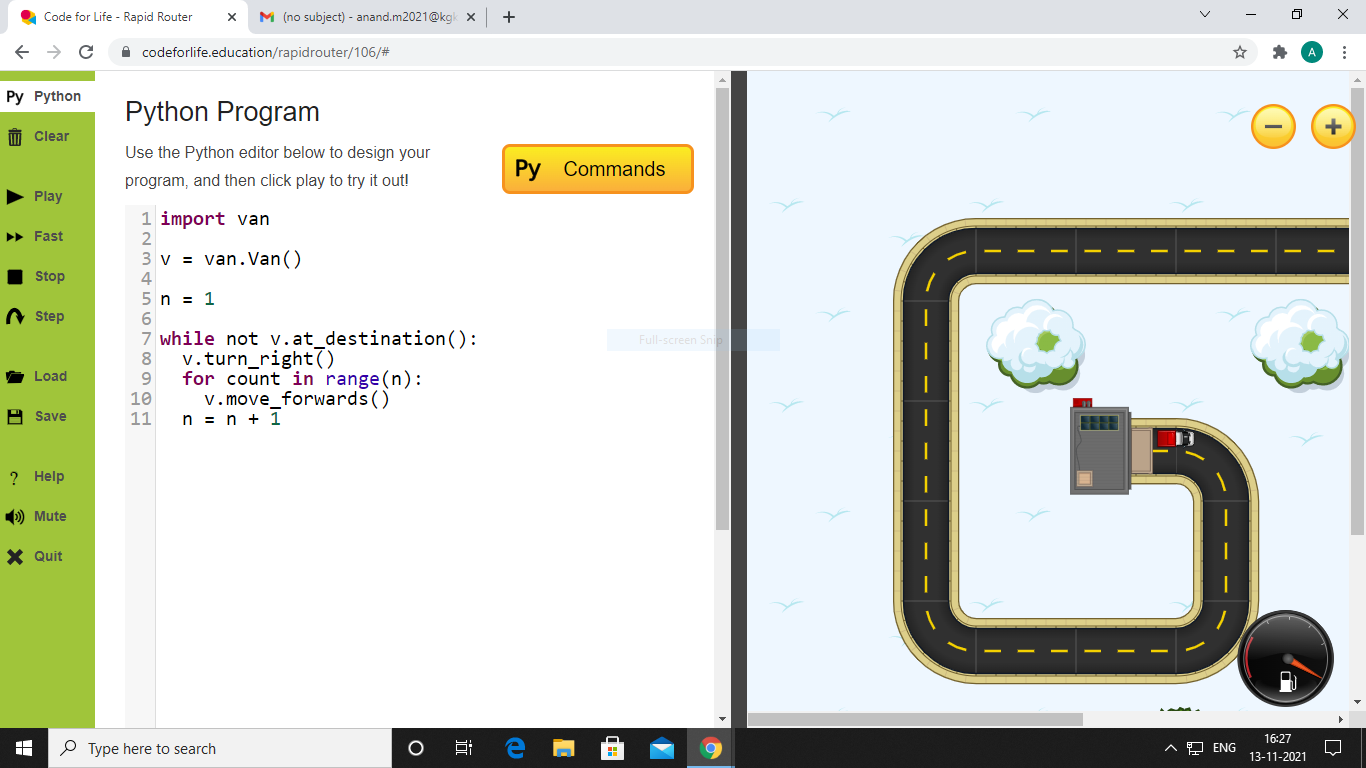 Code for Life - Rapid Router
(no subject) - anand.m2021@kgk
codeforlife.education/rapidrouter/106/#
A
Py Python
Clear
Play
Fast
Stop
Step
Load
Save
? Help
Mute
Quit
Python Program
Use the Python editor below to design your
program, and then click play to try it out!
Py Commands
1 import van
2
3 v = van.Van()
4
5 n = 1
6
7 while not v.at_destination():
8 v.turn_right()
9 for count in range(n):
10 v.move_forwards()
11 n = n + 1
Full-screen Snip
Type here to search
ENG
16:27
13-11-2021